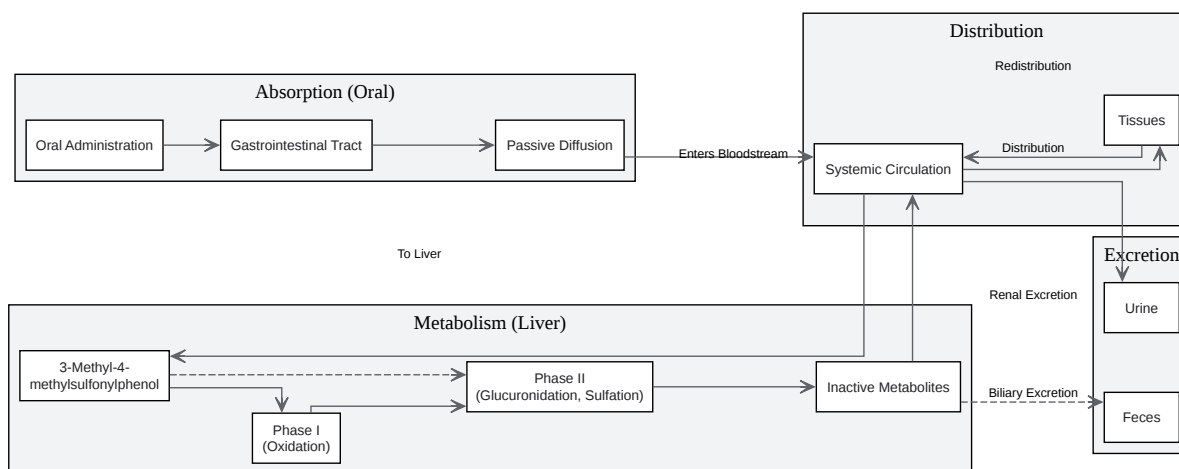 Distribution
Redistribution
Absorption (Oral)
Tissues
Oral Administration
Gastrointestinal Tract
Passive Diffusion
Enters Bloodstream
Distribution
Systemic Circulation
To Liver
Excretion
Renal Excretion
Urine
Metabolism (Liver)
3-Methyl-4-
methylsulfonylphenol
Phase II
(Glucuronidation, Sulfation)
Inactive Metabolites
Biliary Excretion
Phase I
(Oxidation)
Feces